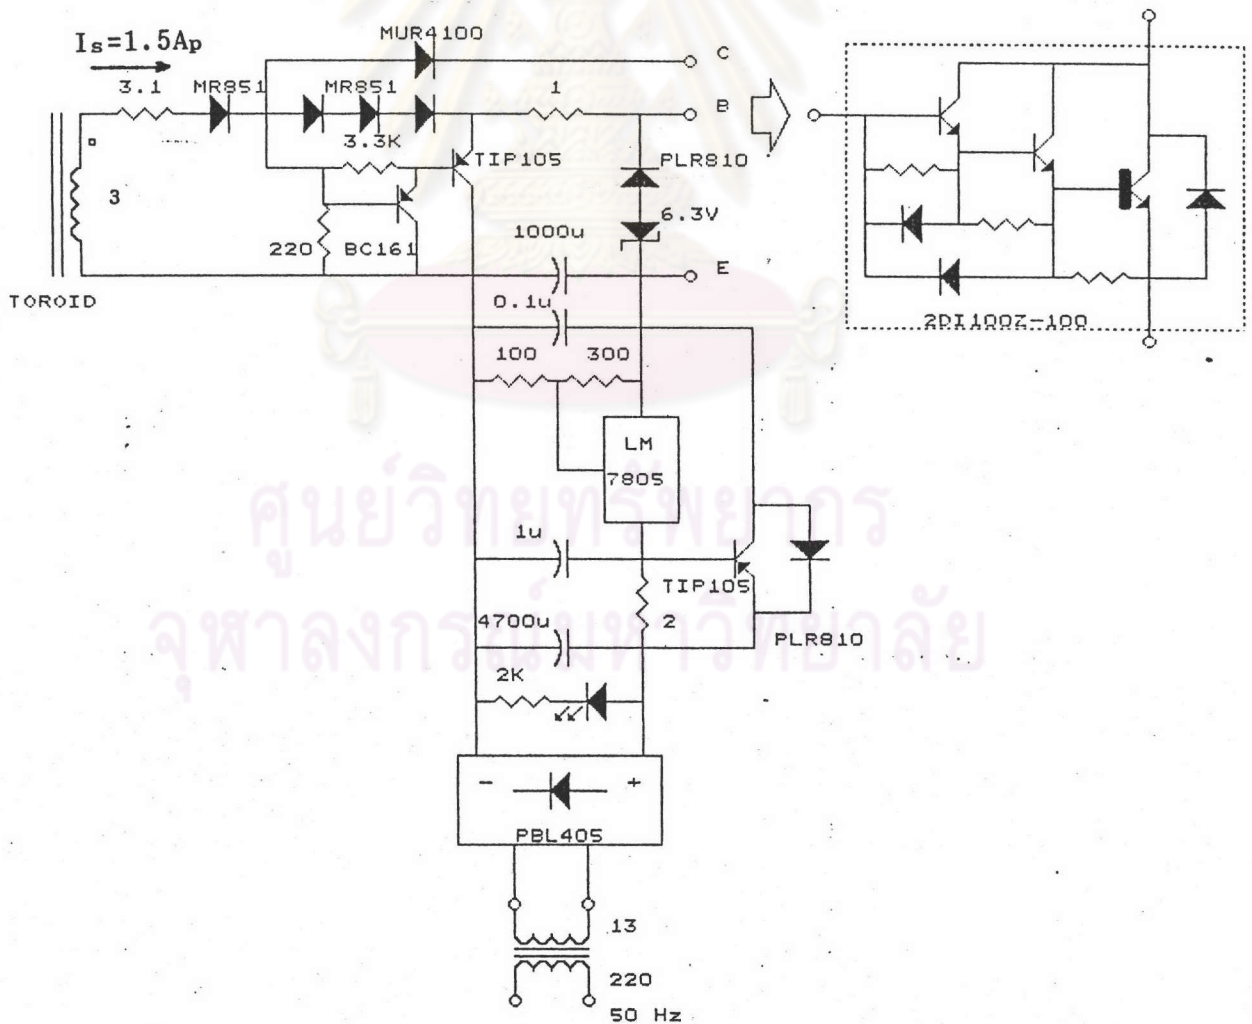 Is=1.5Ap
MUR4100
C
3.1
MR851
MR851
1
B
3.3K
TIP105
PLR810
3
6.3V
1000u
220
BC161
E
TOROID
0.1u
2DI100Z-100
100
300
LM
7805
ศูนย์วิทยทรัพยากร
1u
TIP105
จุฬาลงกรณ์มหาวิทยาลัย
4700u
2
PLR810
2K
-
+
PBL405
13
220
50 Hz